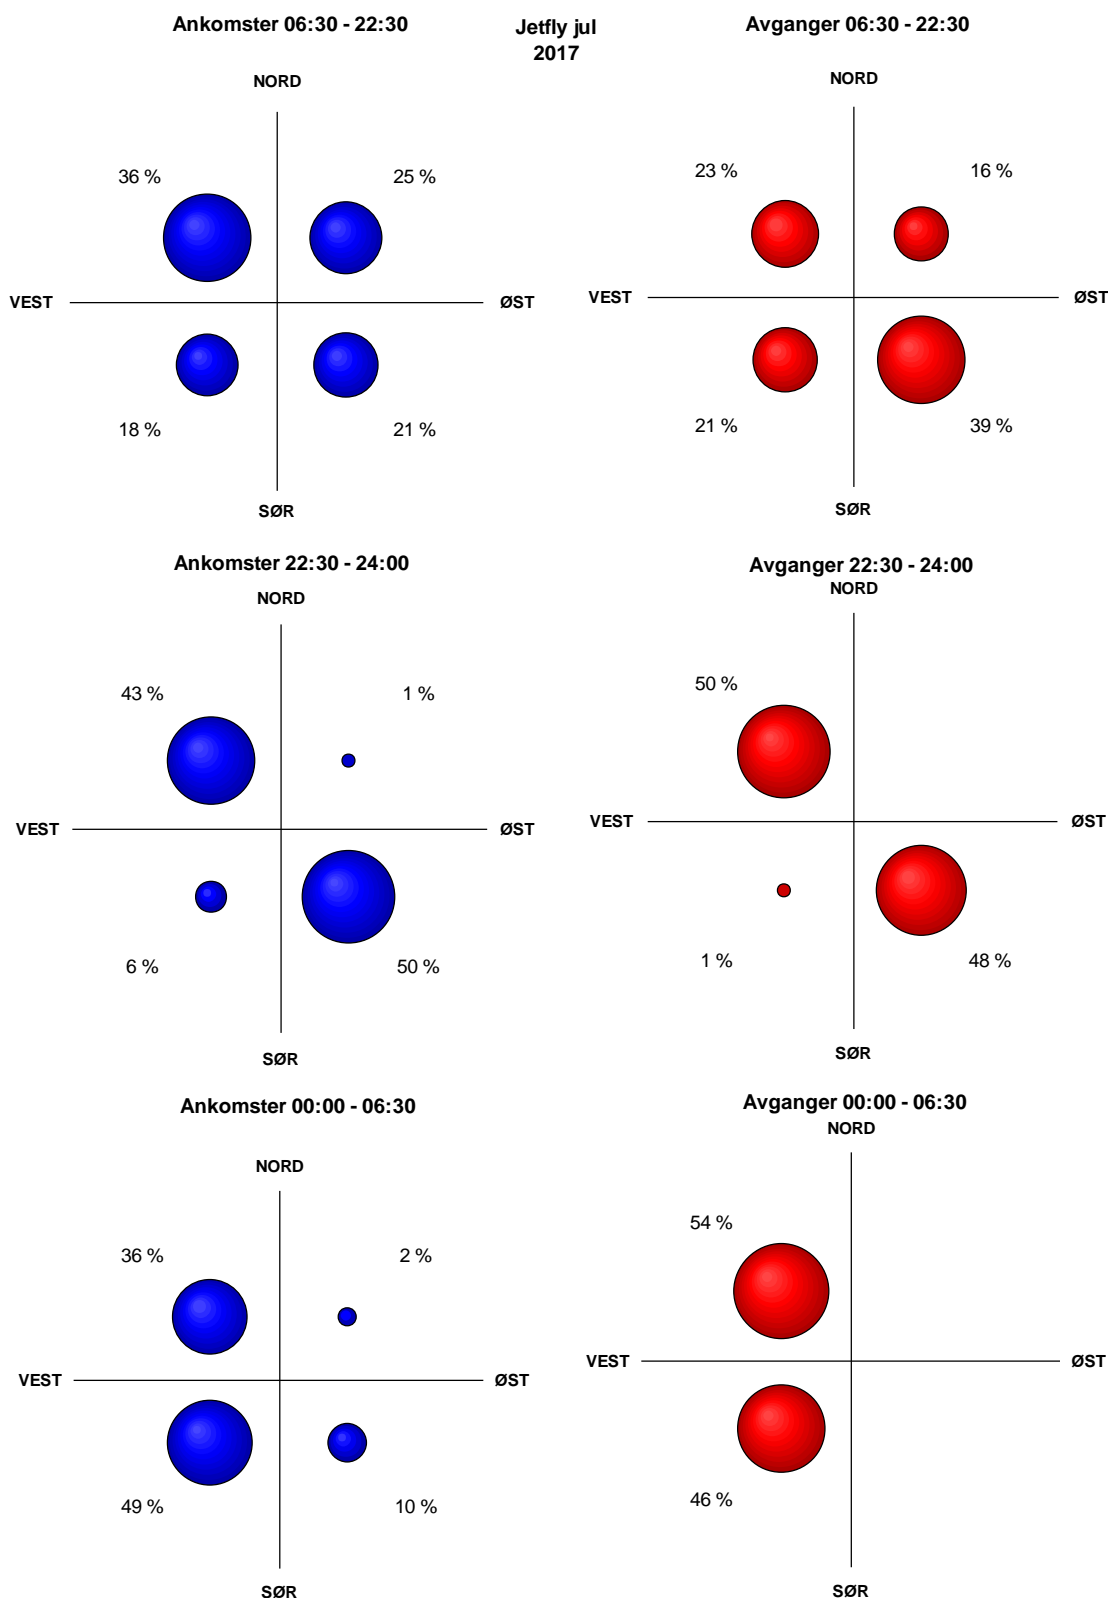 Jetfly jul
2017
Ankomster 06:30 - 22:30
NORD
36 %
25 %
VEST
ØST
18 %
21 %
SØR
Avganger 06:30 - 22:30
NORD
23 %
16 %
VEST
ØST
21 %
39 %
SØR
Ankomster 22:30 - 24:00
NORD
43 %
1 %
VEST
ØST
6 %
50 %
SØR
Avganger 22:30 - 24:00
NORD
50 %
VEST
ØST
1 %
48 %
SØR
Ankomster 00:00 - 06:30
NORD
36 %
2 %
VEST
ØST
49 %
10 %
SØR
Avganger 00:00 - 06:30
NORD
54 %
VEST
ØST
46 %
SØR